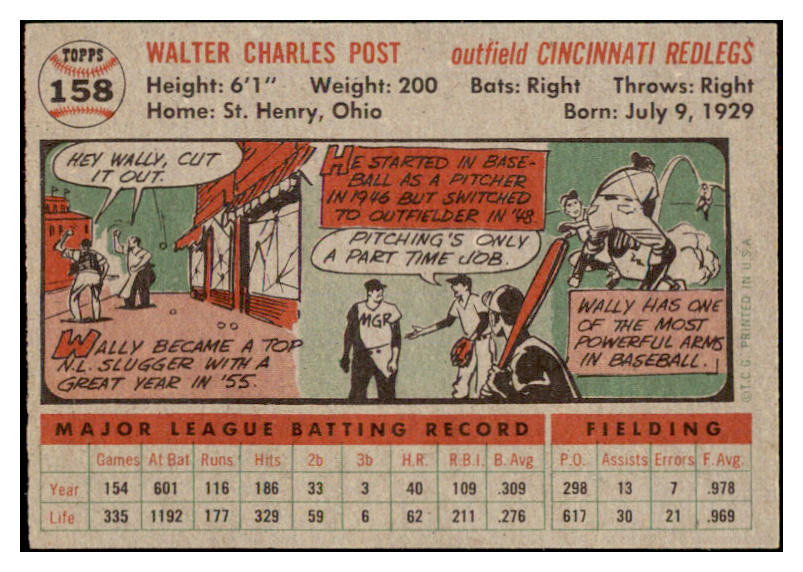 TOPPS
158
WALTER CHARLES POST outfield CINCINNATI REDLEGS
Height: 6'1" Weight: 200 Bats: Right Throws: Right
Home: St. Henry, Ohio Born: July 9, 1929
HEY WALLY, CUT
IT OUT.
WALLY BECAME A TOP
N.L. SLUGGER WITH A
GREAT YEAR IN '55.
HE STARTED IN BASE-
BALL AS A PITCHER
IN 1946 BUT SWITCHED
TO OUTFIELDER IN '48.
PITCHING'S ONLY
A PART TIME JOB.
MGR
WALLY HAS ONE
OF THE MOST
POWERFUL ARMS
IN BASEBALL.
© T.C.G. PRINTED IN U.S.A.
MAJOR LEAGUE BATTING RECORD FIELDING
Games At Bat Runs Hits 2b 3b H.R. R.B.I. B. Avg P.O. Assists Errors F. Avg.
Year 154 601 116 186 33 3 40 109 .309 298 13 7 .978
Life 335 1192 177 329 59 6 62 211 .276 617 30 21 .969